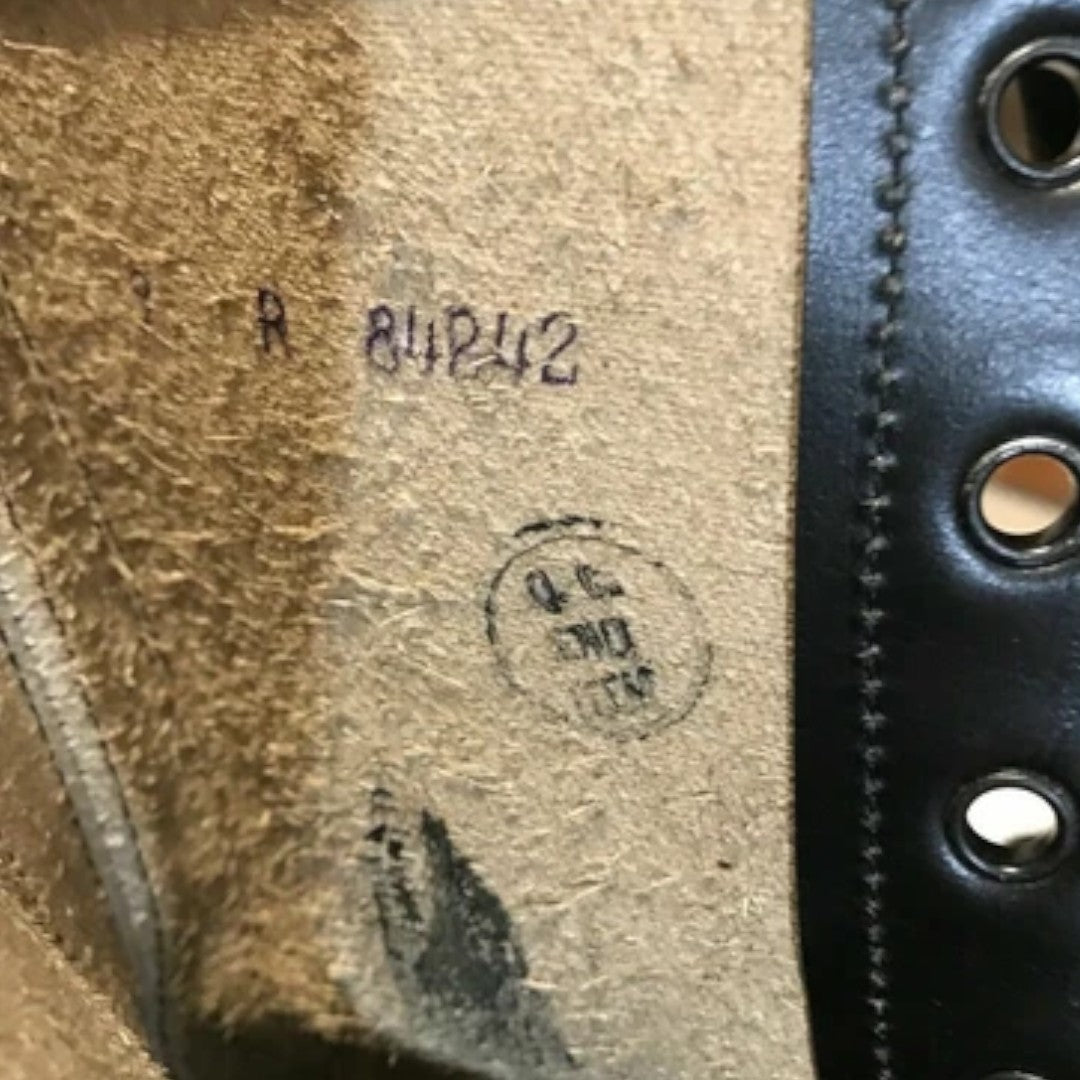 R 84P42
Q.C.
END
ITM